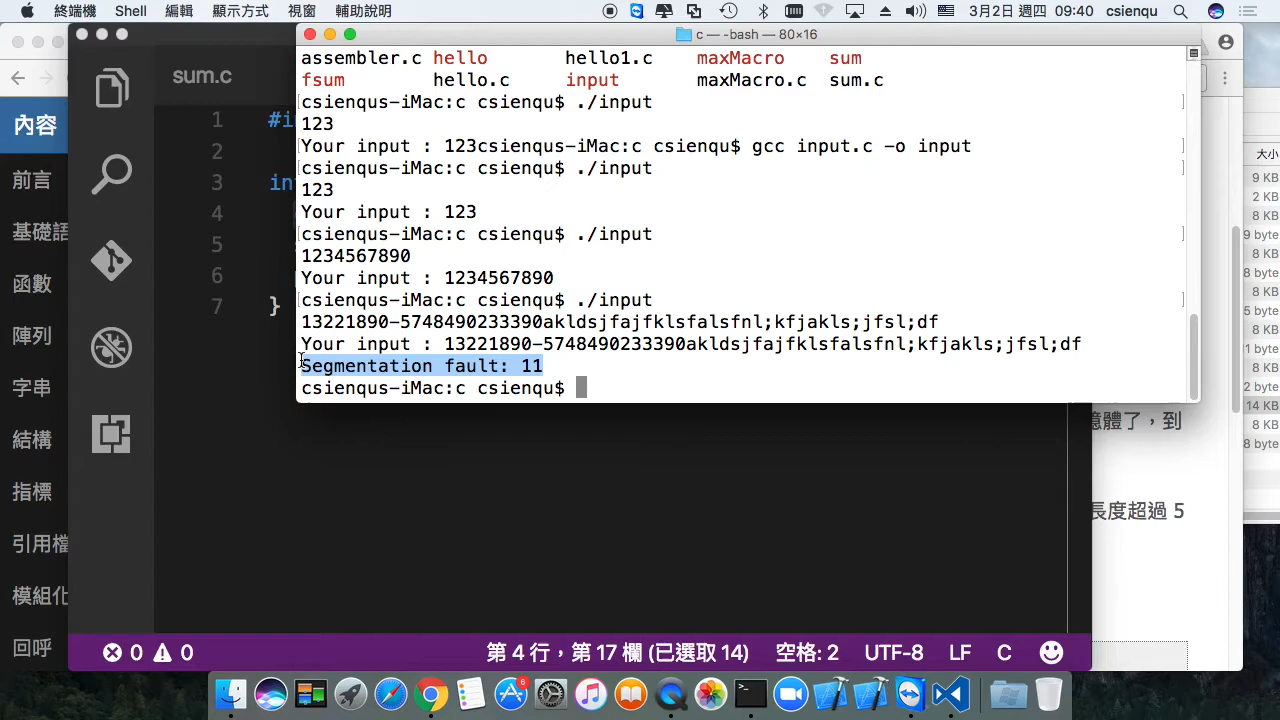 終端機 Shell 編輯 顯示方式 視窗 輔助說明 3月2日 週四 09:40 csienqu
c — -bash — 80×16
assembler.c hello hello1.c maxMacro sum
fsum hello.c input maxMacro.c sum.c
csienqus-iMac:c csienqu$ ./input
123
Your input : 123csienqus-iMac:c csienqu$ gcc input.c -o input
csienqus-iMac:c csienqu$ ./input
123
Your input : 123
csienqus-iMac:c csienqu$ ./input
1234567890
Your input : 1234567890
csienqus-iMac:c csienqu$ ./input
13221890-5748490233390akldsjfajfklsfalsfnl;kfjakls;jfsl;df
Your input : 13221890-5748490233390akldsjfajfklsfalsfnl;kfjakls;jfsl;df
Segmentation fault: 11
csienqus-iMac:c csienqu$
sum.c
1 #i
2
3 in
4
5
6
7 }
內容
前言
基礎語
函數
陣列
字串
結構
指標
引用檔
模組化
回呼
大小
9 KB
2 KB
8 KB
9 byte
6 KB
8 KB
8 KB
8 byte
8 byte
8 KB
8 KB
14 KB
8 KB
8 byte
憶體了，到
長度超過 5
0 0 第 4 行，第 17 欄 (已選取 14) 空格: 2 UTF-8 LF C
6